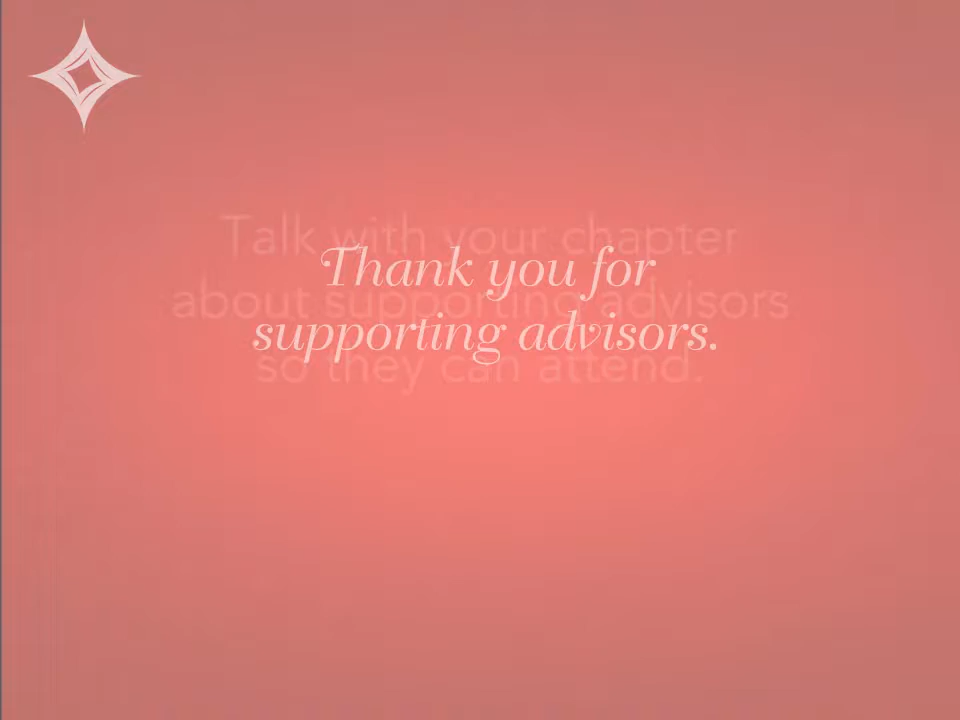 Talk with your chapter
about supporting advisors
so they can attend.
Thank you for
supporting advisors.